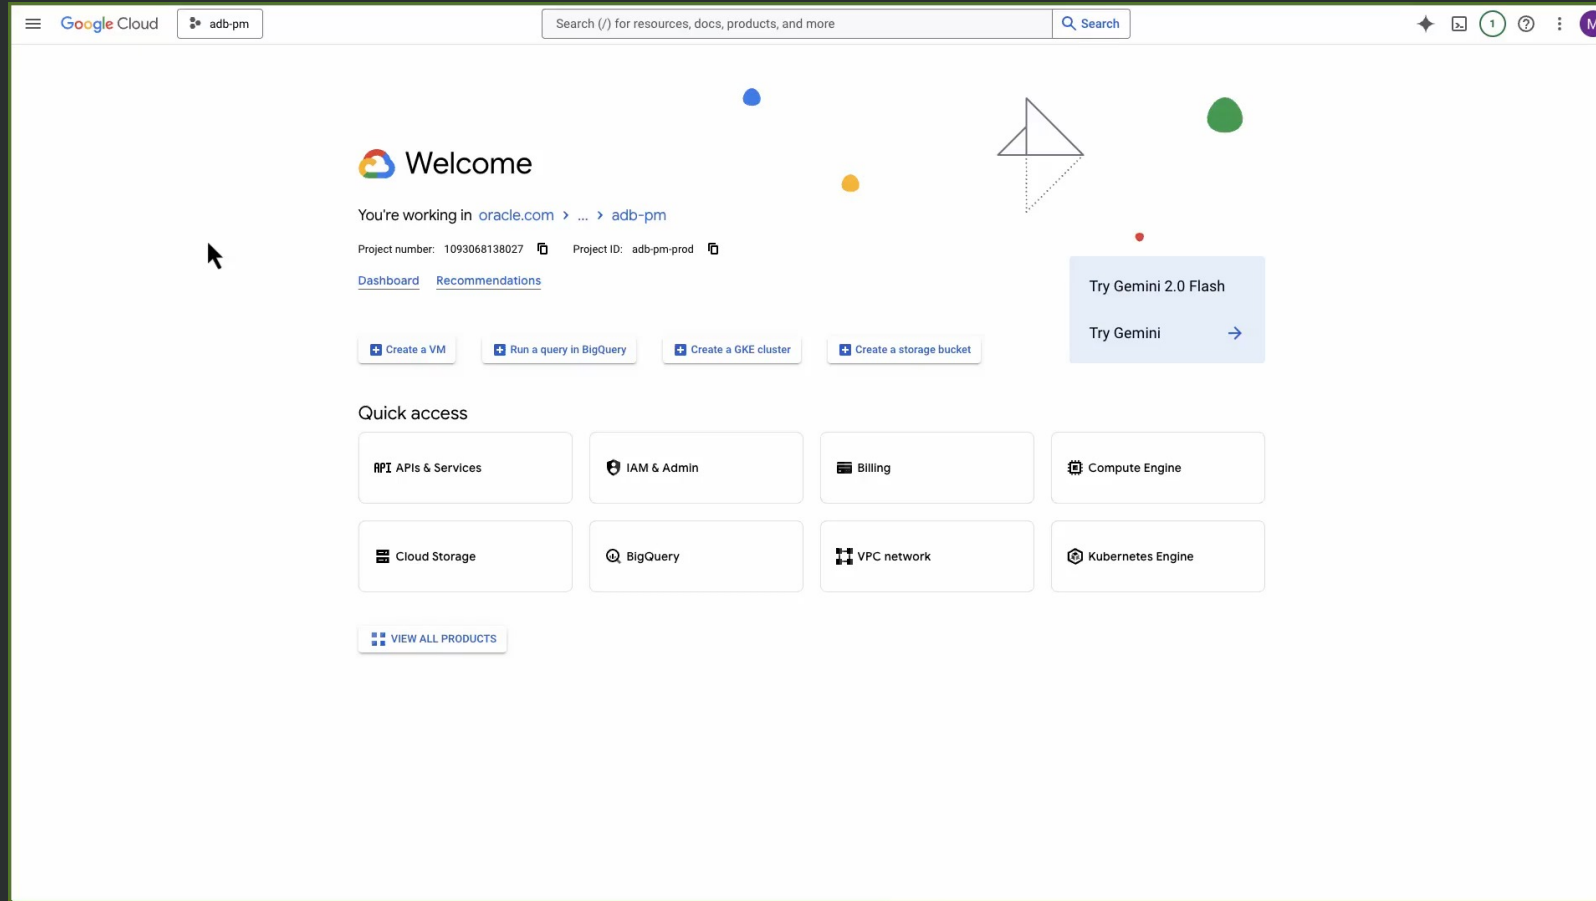 Google Cloud
adb-pm
Search (/) for resources, docs, products, and more
Search
1
M
Welcome
You're working in oracle.com > ... > adb-pm
Project number: 1093068138027 Project ID: adb-pm-prod
Dashboard Recommendations
Try Gemini 2.0 Flash
Try Gemini
Create a VM
Run a query in BigQuery
Create a GKE cluster
Create a storage bucket
Quick access
API APIs & Services
IAM & Admin
Billing
Compute Engine
Cloud Storage
BigQuery
VPC network
Kubernetes Engine
VIEW ALL PRODUCTS